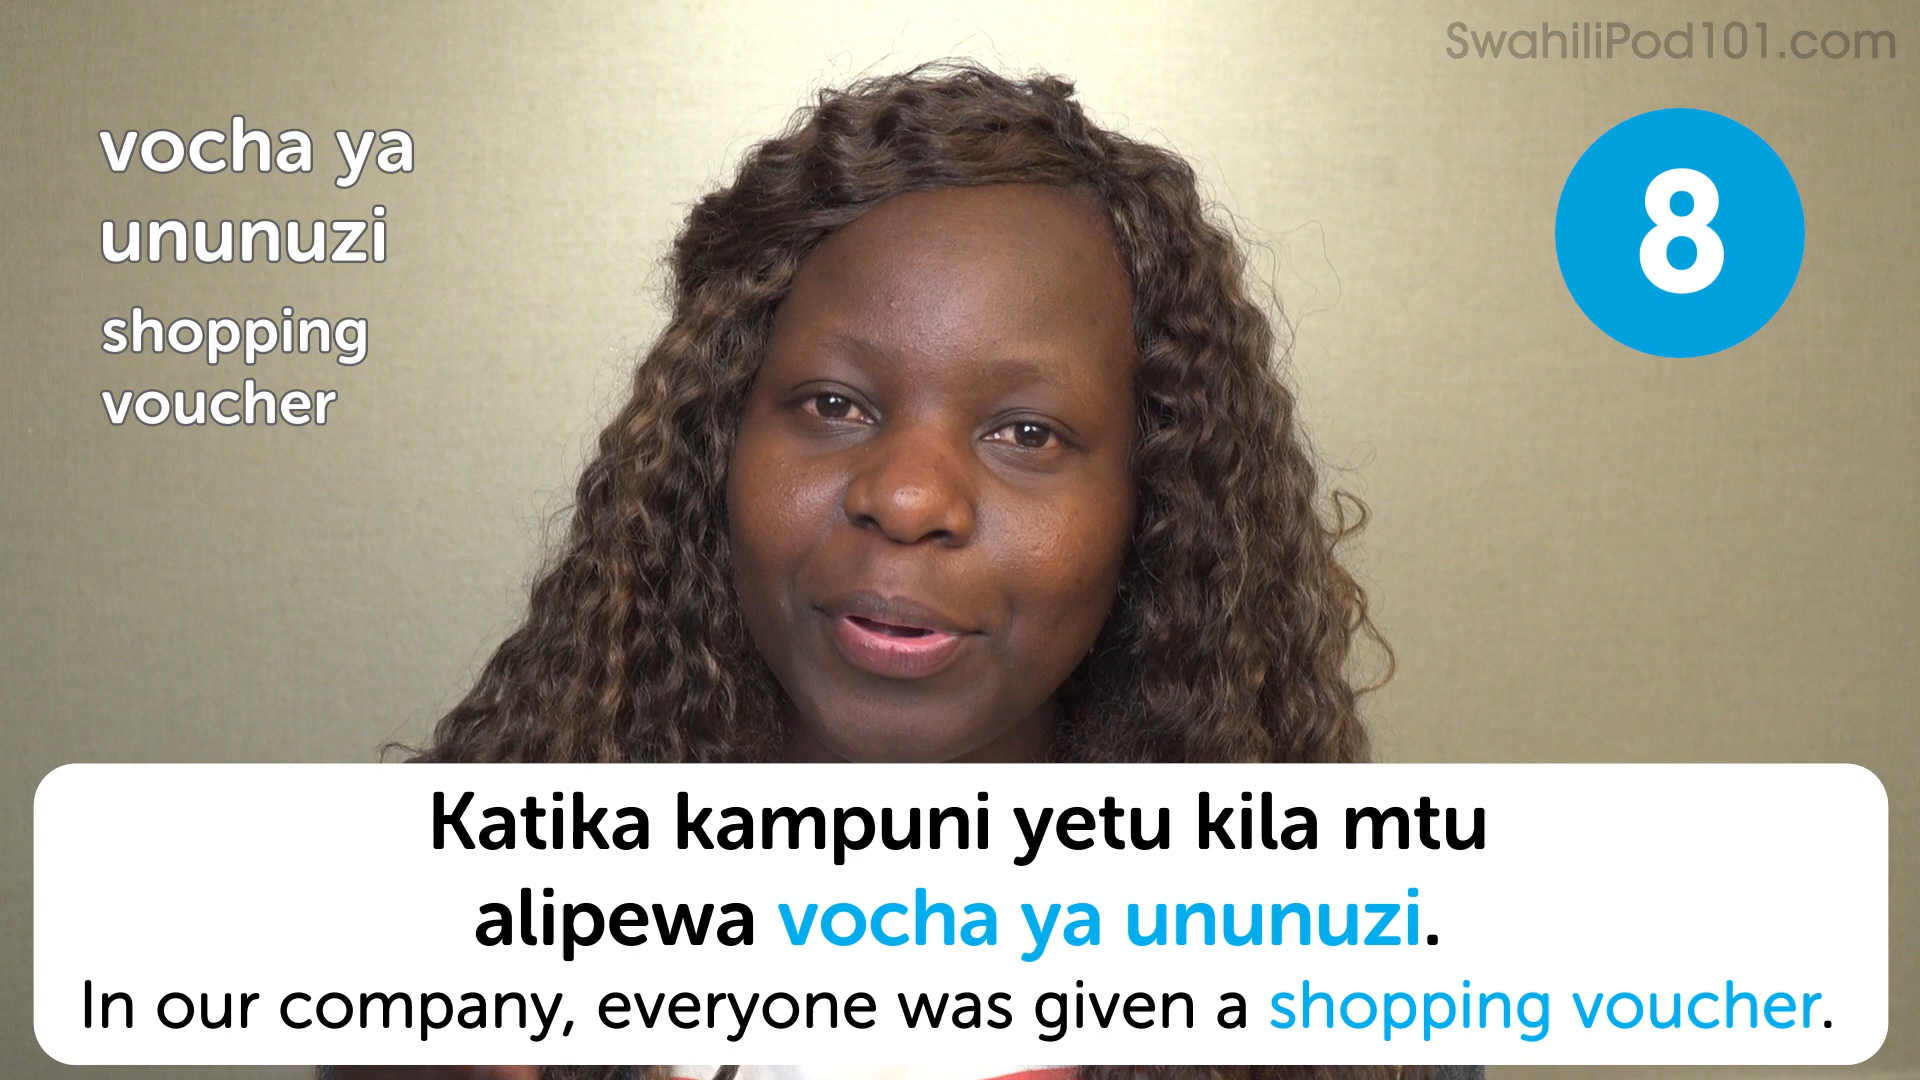 SwahiliPod101.com
vocha ya
ununuzi
shopping
voucher
8
Katika kampuni yetu kila mtu
alipewa vocha ya ununuzi.
In our company, everyone was given a shopping voucher.